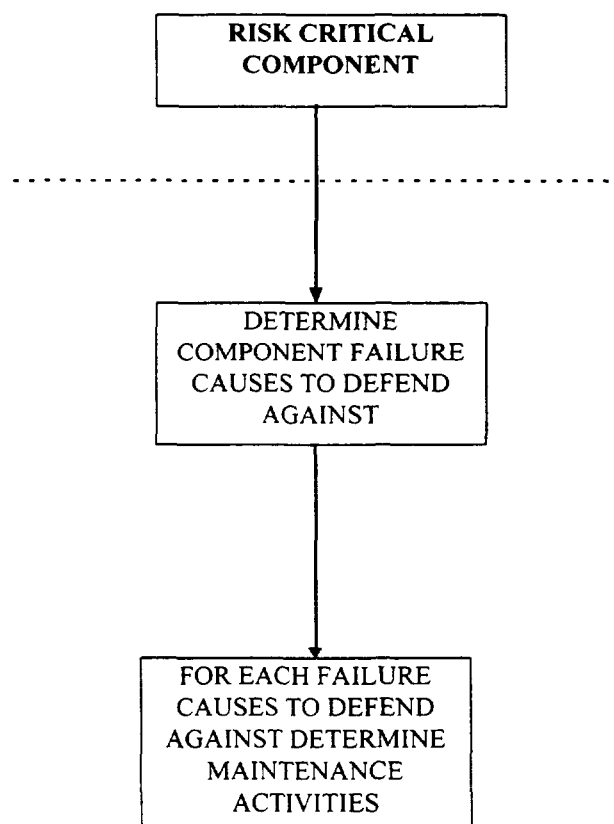 RISK CRITICAL
COMPONENT
DETERMINE
COMPONENT FAILURE
CAUSES TO DEFEND
AGAINST
FOR EACH FAILURE
CAUSES TO DEFEND
AGAINST DETERMINE
MAINTENANCE
ACTIVITIES